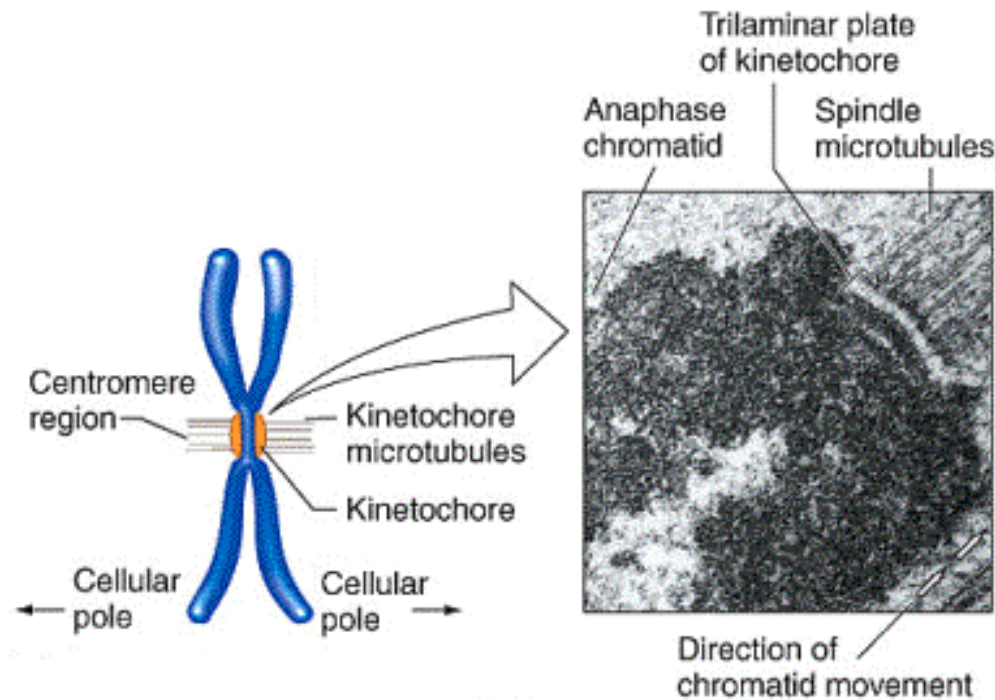 Trilaminar plate
of kinetochore
Anaphase
chromatid
Spindle
microtubules
Centromere
region
Kinetochore
microtubules
Kinetochore
Cellular
pole
Cellular
pole
Direction of
chromatid movement